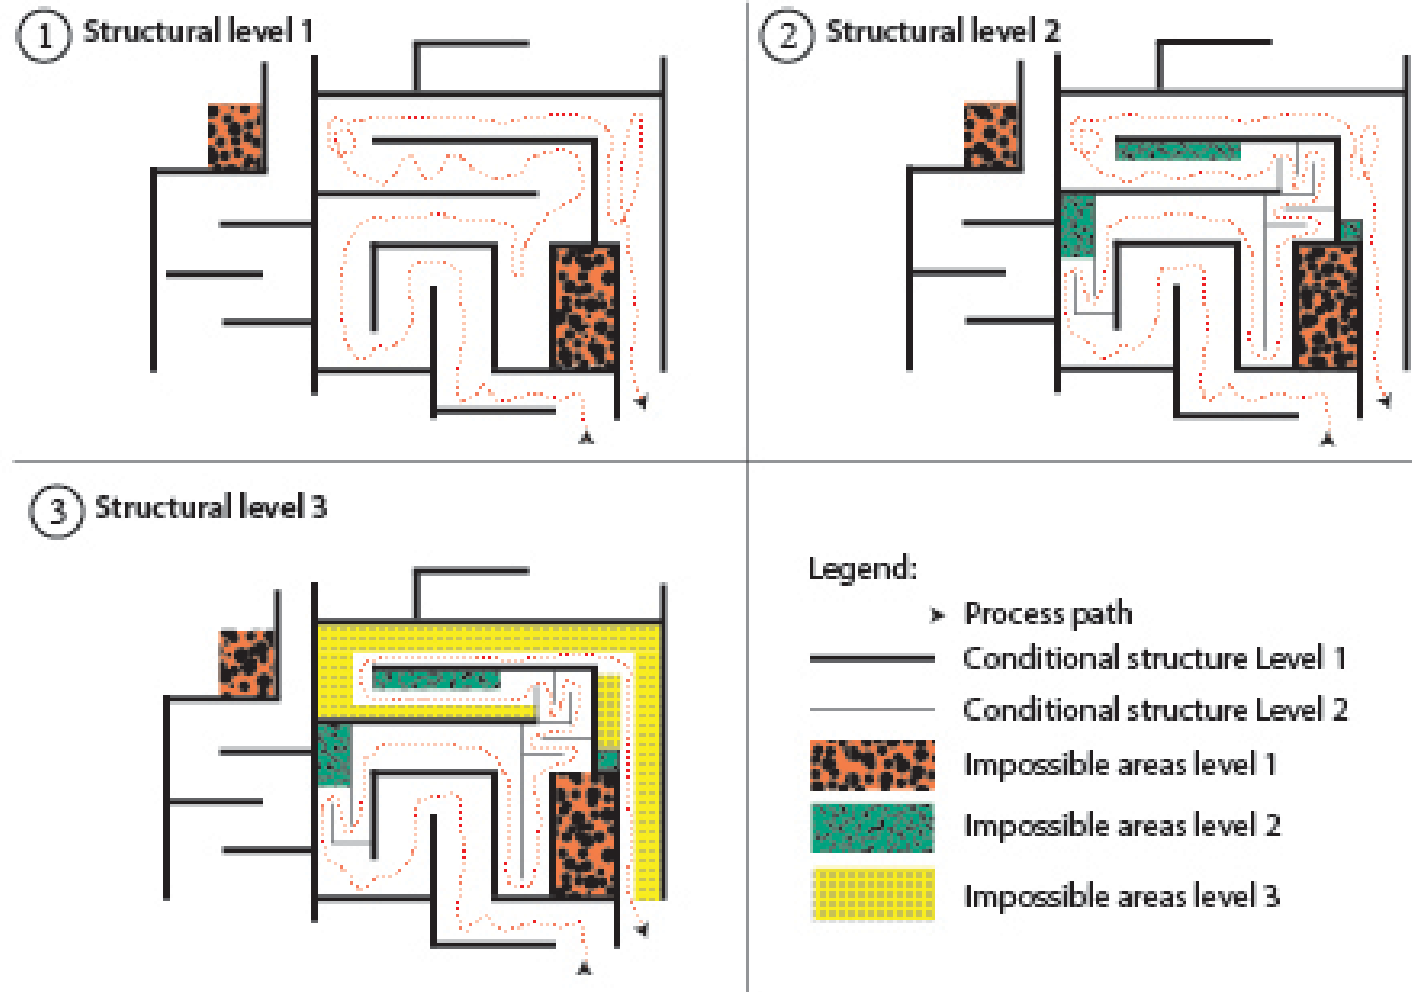 1 Structural level 1
2 Structural level 2
3 Structural level 3
Legend:
Process path
Conditional structure Level 1
Conditional structure Level 2
Impossible areas level 1
Impossible areas level 2
Impossible areas level 3